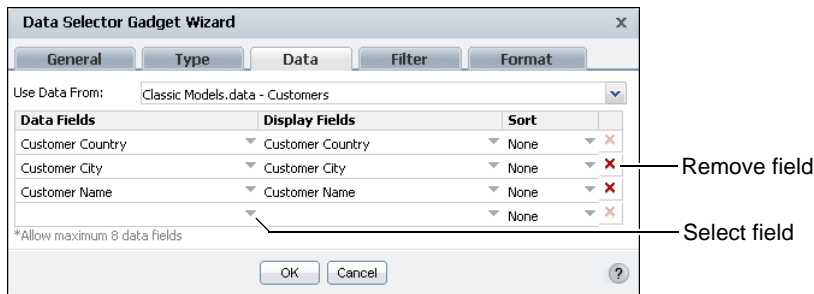 Data Selector Gadget Wizard x
General Type Data Filter Format
Use Data From: Classic Models.data - Customers
Data Fields Display Fields Sort
Customer Country Customer Country None
Customer City Customer City None
Remove field
Customer Name Customer Name None
None
Select field
*Allow maximum 8 data fields
OK Cancel ?